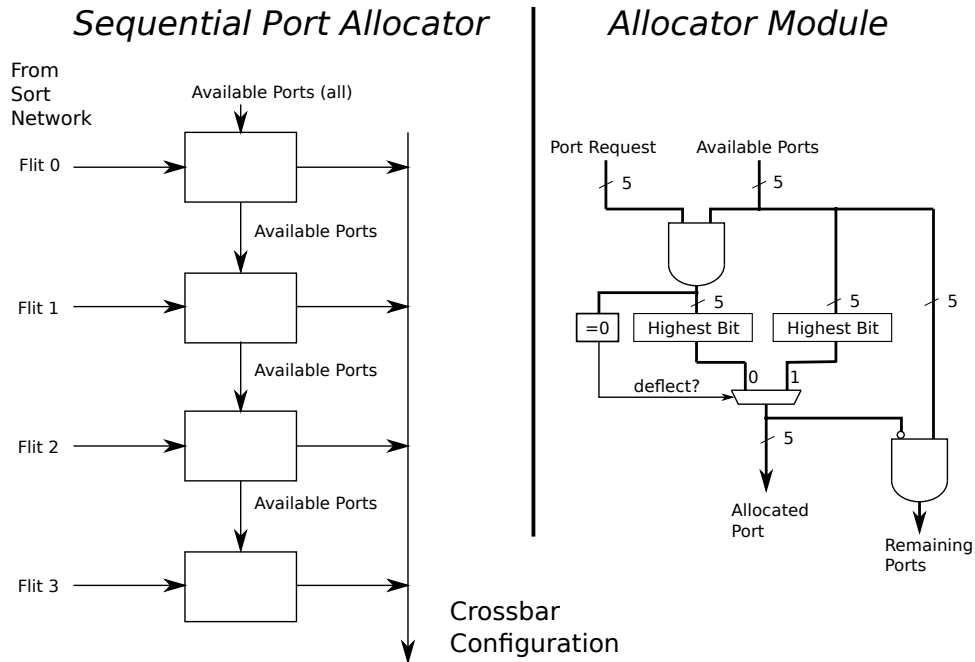 Sequential Port Allocator
From
Sort
Network
Available Ports (all)
Flit 0
Available Ports
Flit 1
Available Ports
Flit 2
Available Ports
Flit 3
Crossbar
Configuration
Allocator Module
Port Request
Available Ports
5
5
5
5
5
=0
Highest Bit
Highest Bit
0
1
deflect?
5
Allocated
Port
Remaining
Ports